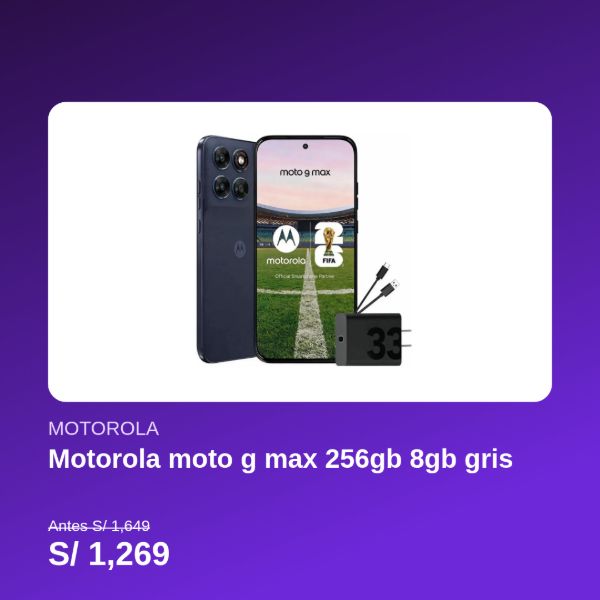 moto g max
motorola
26
FIFA
Official Smartphone Partner
33
MOTOROLA
Motorola moto g max 256gb 8gb gris
Antes S/ 1,649
S/ 1,269